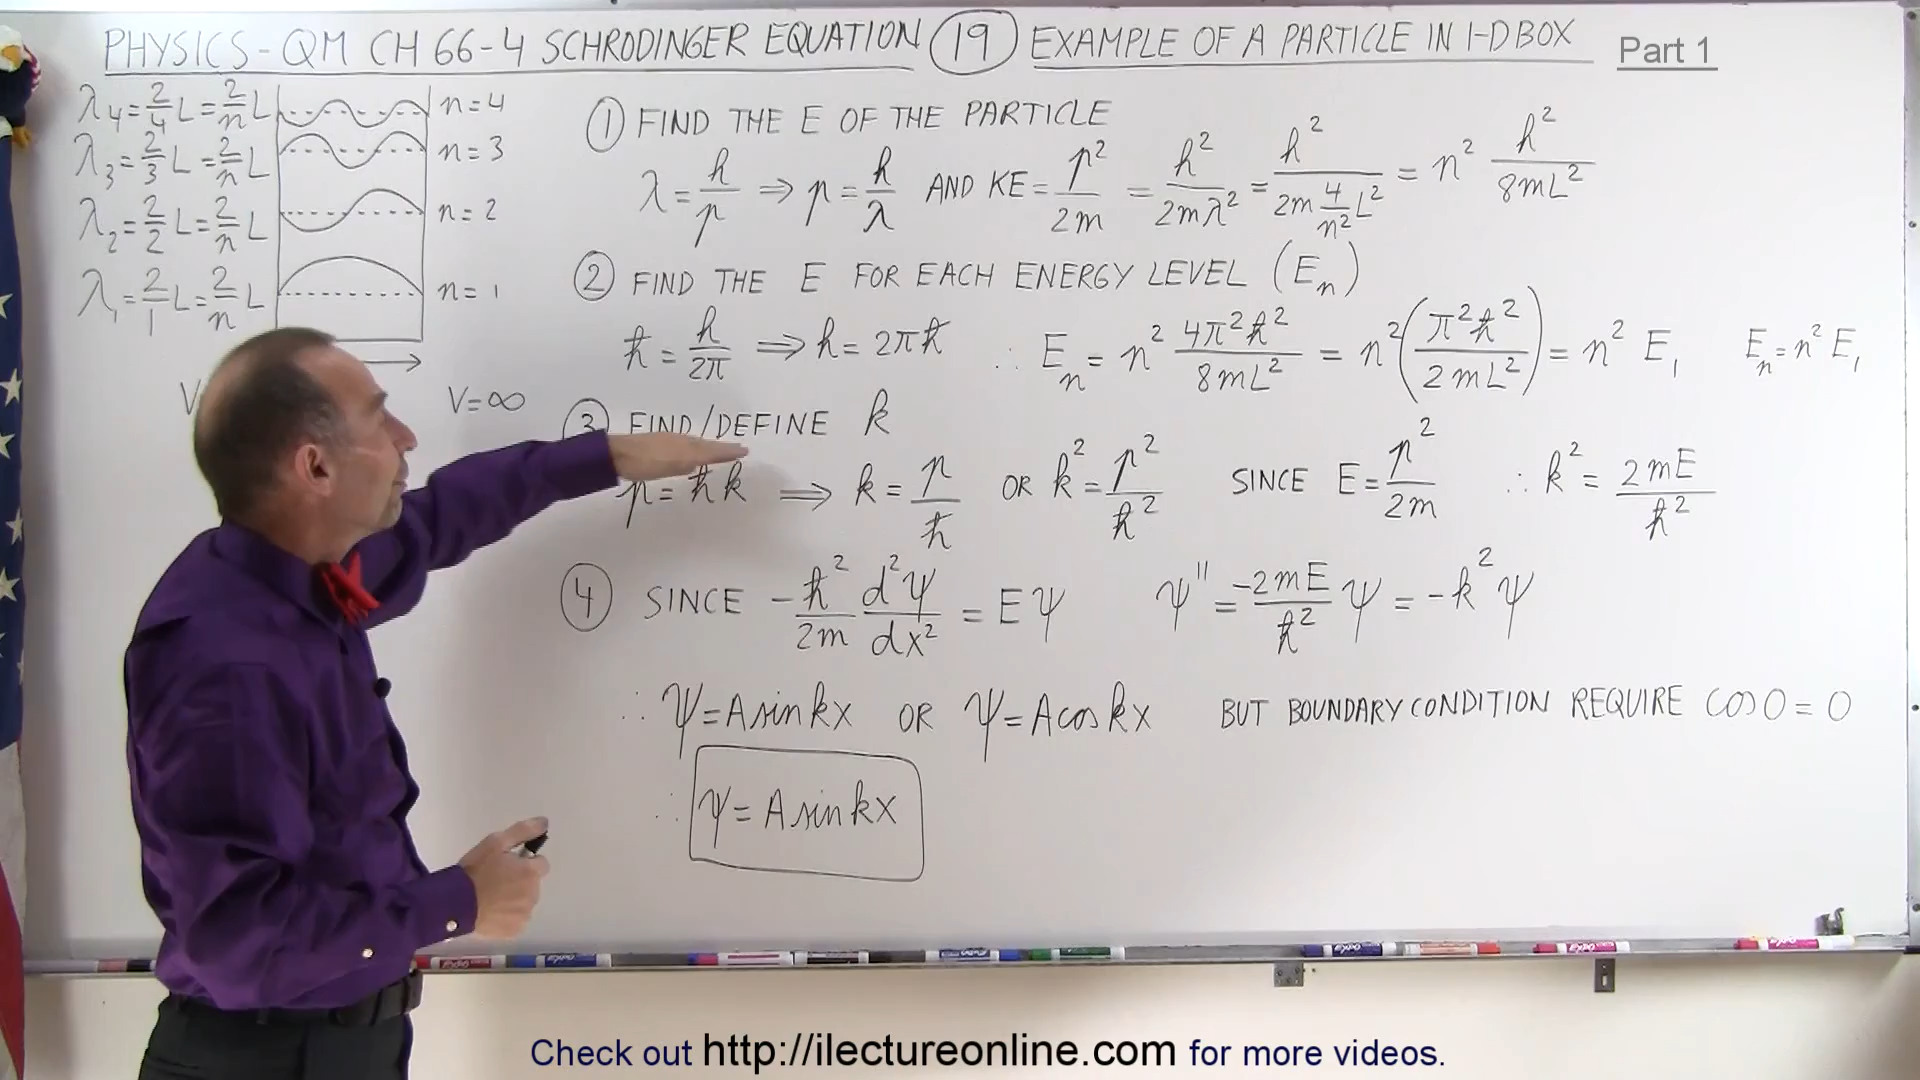 PHYSICS - QM CH 66-4 SCHRODINGER EQUATION (19) EXAMPLE OF A PARTICLE IN 1-D BOX Part 1
λ₄ = 2/4 L = 2/n L n = 4
λ₃ = 2/3 L = 2/n L n = 3
λ₂ = 2/2 L = 2/n L n = 2
λ₁ = 2/1 L = 2/n L n = 1
V V = ∞
① FIND THE E OF THE PARTICLE
λ = h/p ⇒ p = h/λ AND KE = p²/2m = h²/2mλ² = h²/(2m 4/n² L²) = n² h²/8mL²
② FIND THE E FOR EACH ENERGY LEVEL (Eₙ)
ħ = h/2π ⇒ h = 2πħ ∴ Eₙ = n² 4π²ħ²/8mL² = n² (π²ħ²/2mL²) = n² E₁ Eₙ = n² E₁
③ FIND/DEFINE k
p = ħk ⇒ k = p/ħ OR k² = p²/ħ² SINCE E = p²/2m ∴ k² = 2mE/ħ²
④ SINCE -ħ²/2m d²ψ/dx² = Eψ ψ'' = -2mE/ħ² ψ = -k²ψ
∴ ψ = A sin kx OR ψ = A cos kx BUT BOUNDARY CONDITION REQUIRE cos 0 = 0
∴ ψ = A sin kx
Check out http://ilectureonline.com for more videos.